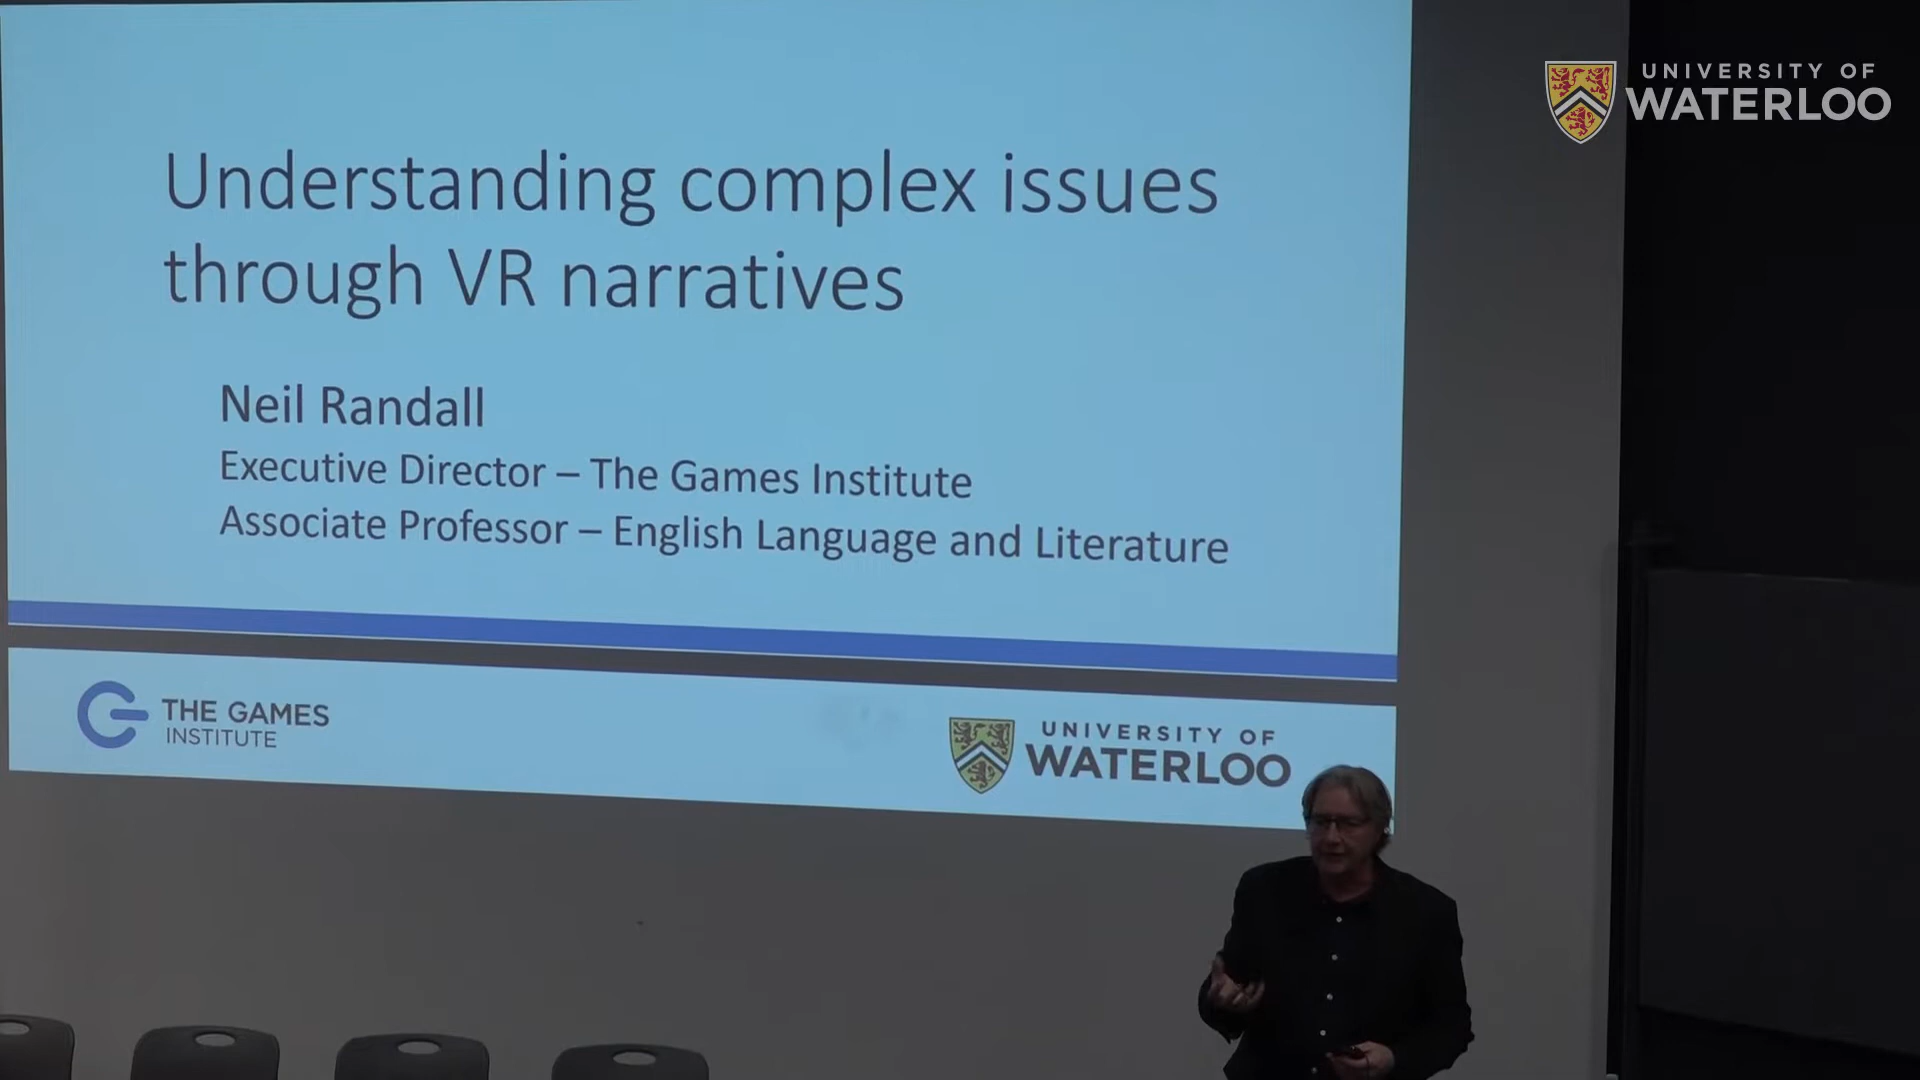 UNIVERSITY OF
WATERLOO
Understanding complex issues
through VR narratives
Neil Randall
Executive Director – The Games Institute
Associate Professor – English Language and Literature
THE GAMES
INSTITUTE
UNIVERSITY OF
WATERLOO